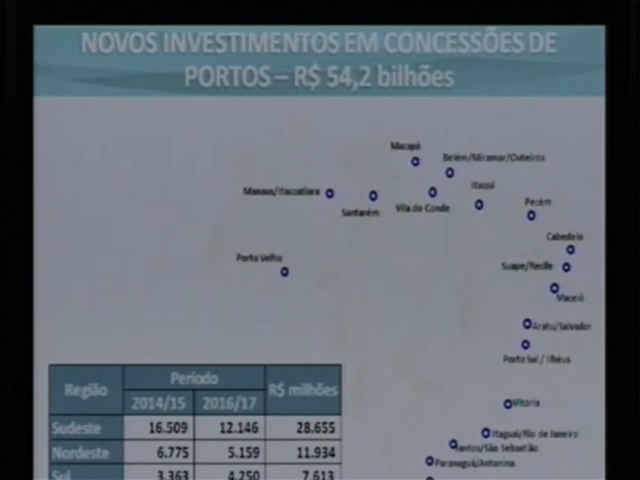 NOVOS INVESTIMENTOS EM CONCESSÕES DE
PORTOS – R$ 54,2 bilhões
Macapá
Belém/Miramar/Outeiros
Manaus/Itacoatiara
Santarém
Vila do Conde
Itaqui
Pecém
Cabedelo
Porto Velho
Suape/Recife
Maceió
Aratu/Salvador
Porto Sul / Ilhéus
Vitória
Itaguaí/Rio de Janeiro
Santos/São Sebastião
Paranaguá/Antonina
Região Período R$ milhões
2014/15 2016/17
Sudeste 16.509 12.146 28.655
Nordeste 6.775 5.159 11.934
Sul 3.363 4.250 7.613